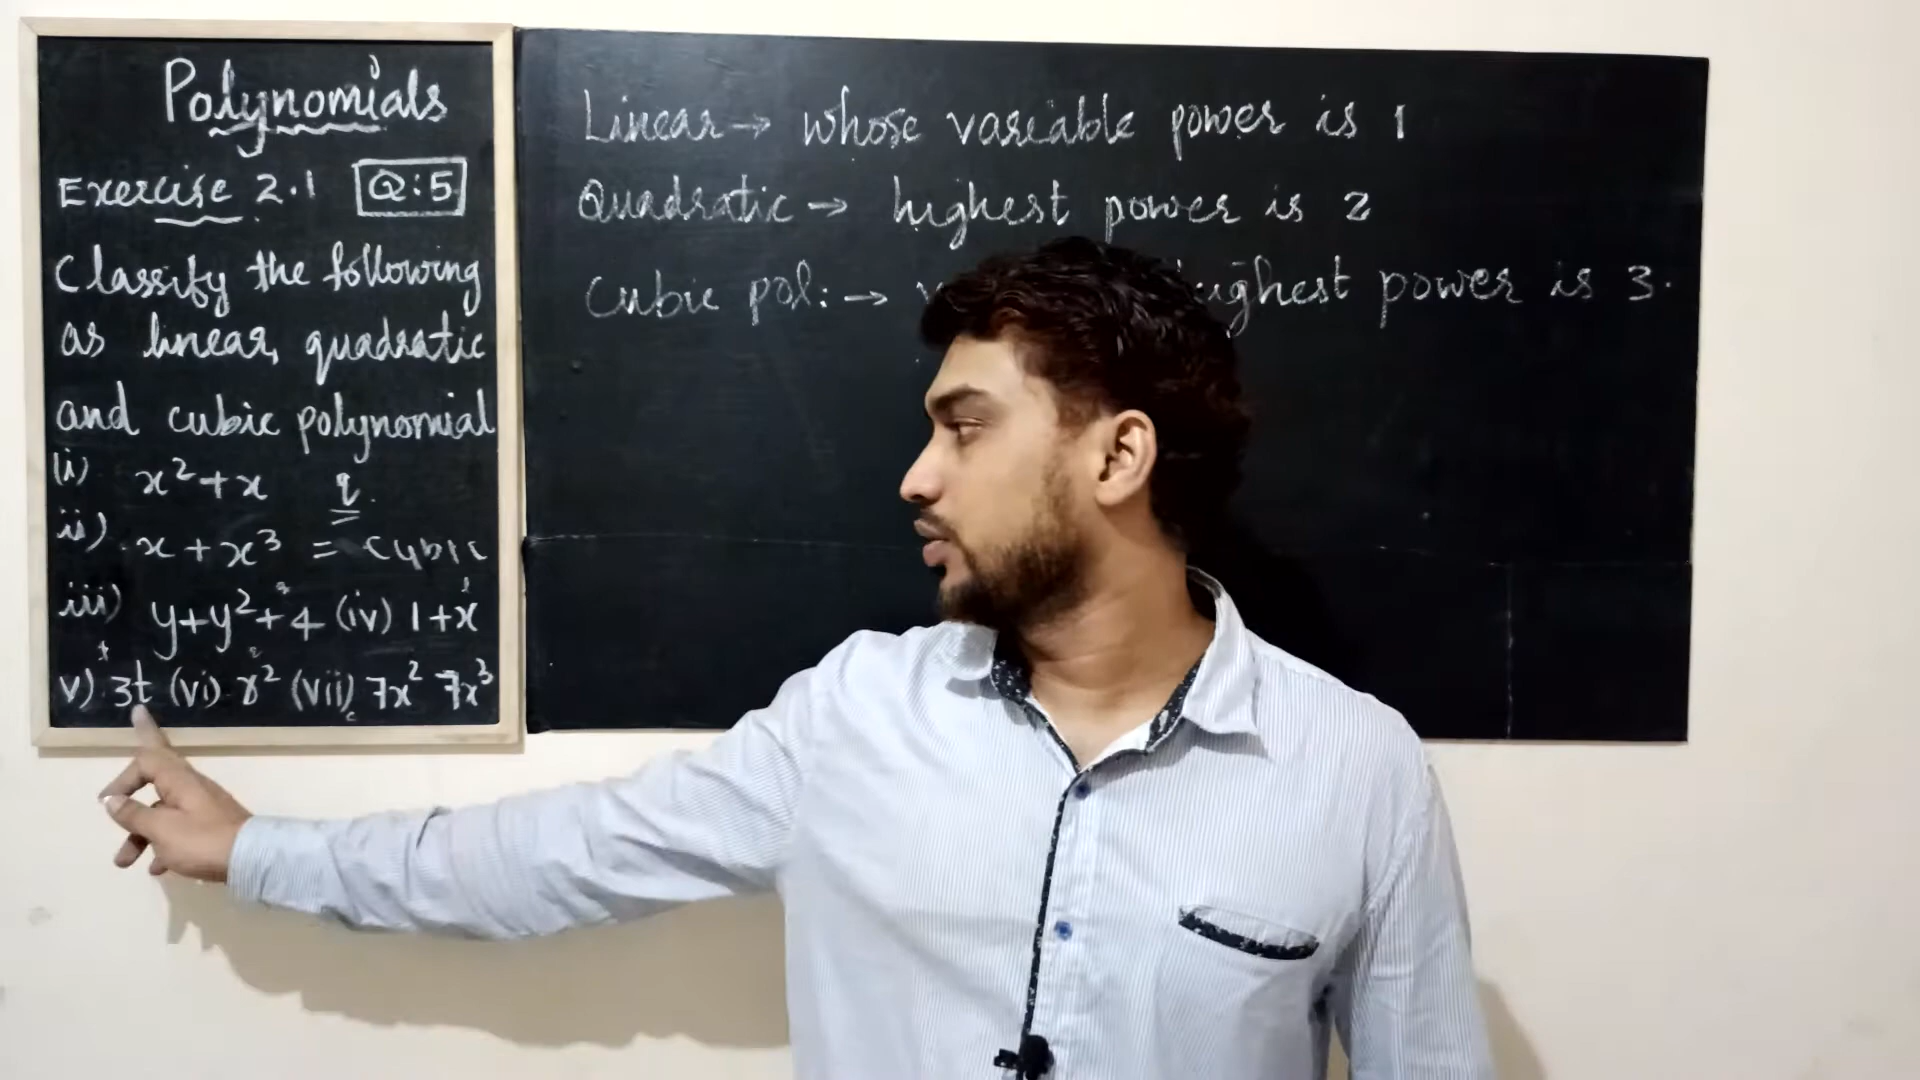 Polynomials
Exercise 2.1 Q:5
Classify the following
as linear, quadratic
and cubic polynomial
(i) x²+x q.
ii) x + x³ = cubic
iii) y+y²+4 (iv) 1+x
v) 3t (vi) r² (vii) 7x² 7x³
Linear → whose variable power is 1
Quadratic → highest power is 2
Cubic pol: → highest power is 3.